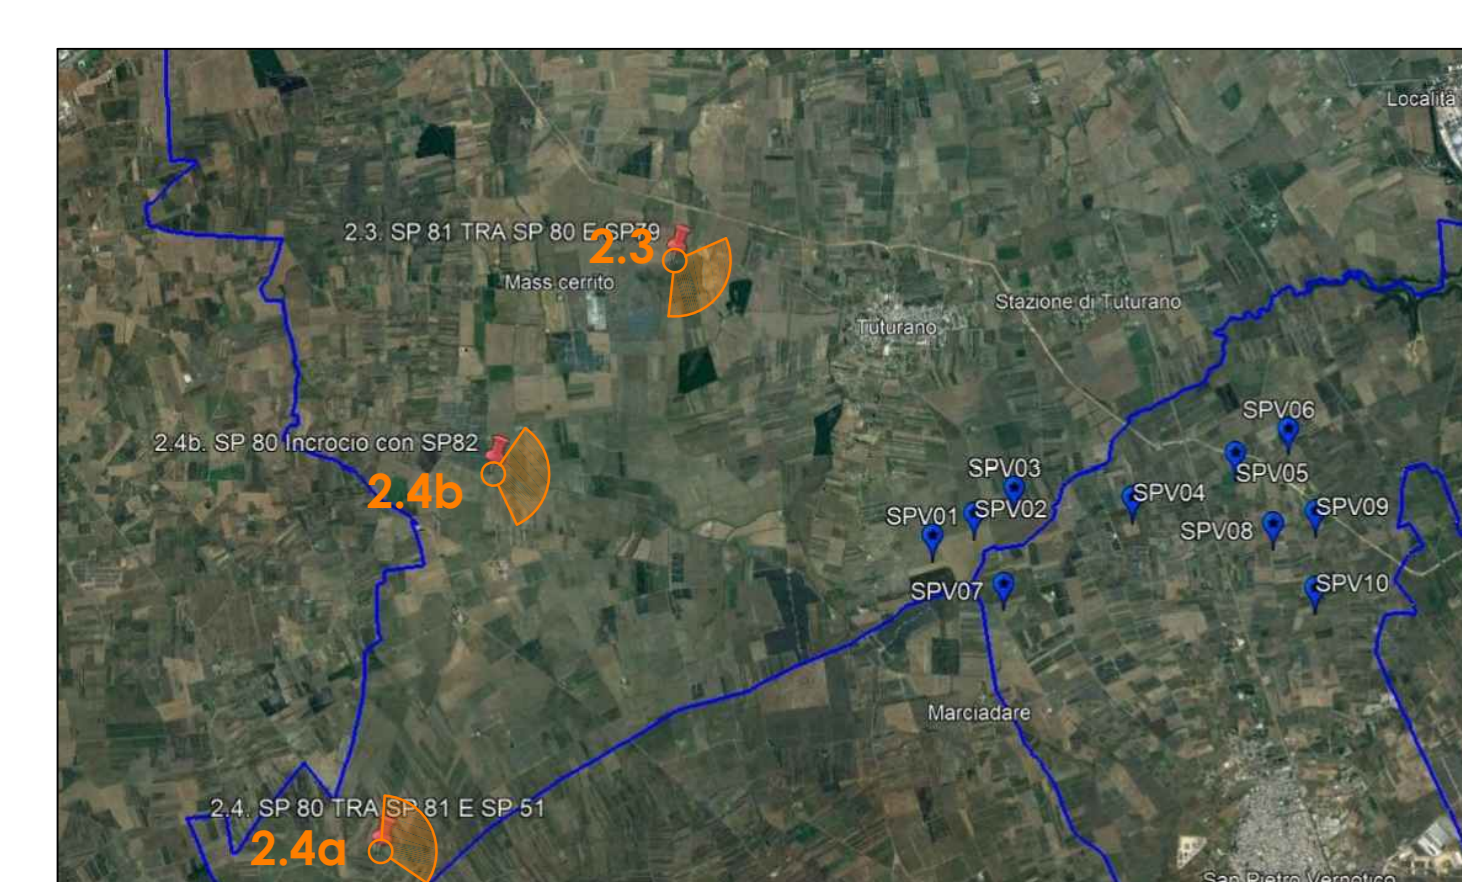 Località
2.3. SP 81 TRA SP 80 E SP79
2.3
Mass cerrito
Stazione di Tuturano
Tuturano
SPV06
2.4b. SP 80 Incrocio con SP82
2.4b
SPV03
SPV05
SPV04
SPV01
SPV02
SPV09
SPV08
SPV07
SPV10
Marciadare
2.4. SP 80 TRA SP 81 E SP 51
2.4a
San Pietro Vernotico